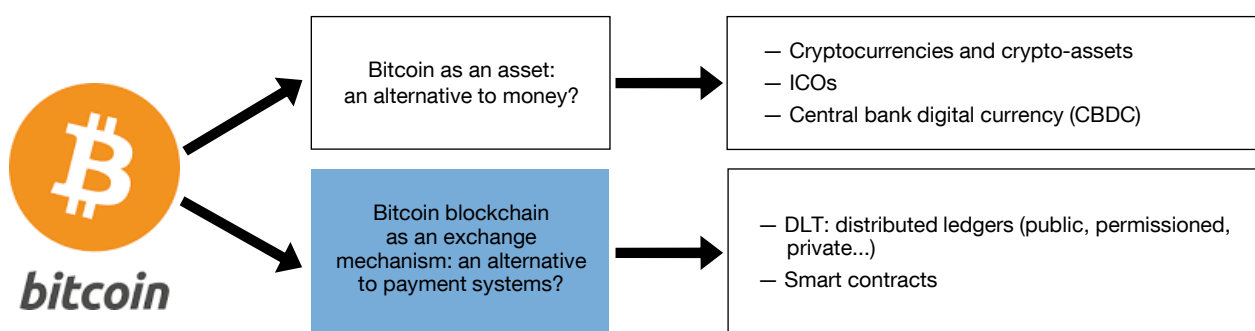 Bitcoin as an asset:
an alternative to money?
— Cryptocurrencies and crypto-assets
— ICOs
— Central bank digital currency (CBDC)
bitcoin
Bitcoin blockchain
as an exchange
mechanism: an alternative
to payment systems?
— DLT: distributed ledgers (public, permissioned,
private...)
— Smart contracts